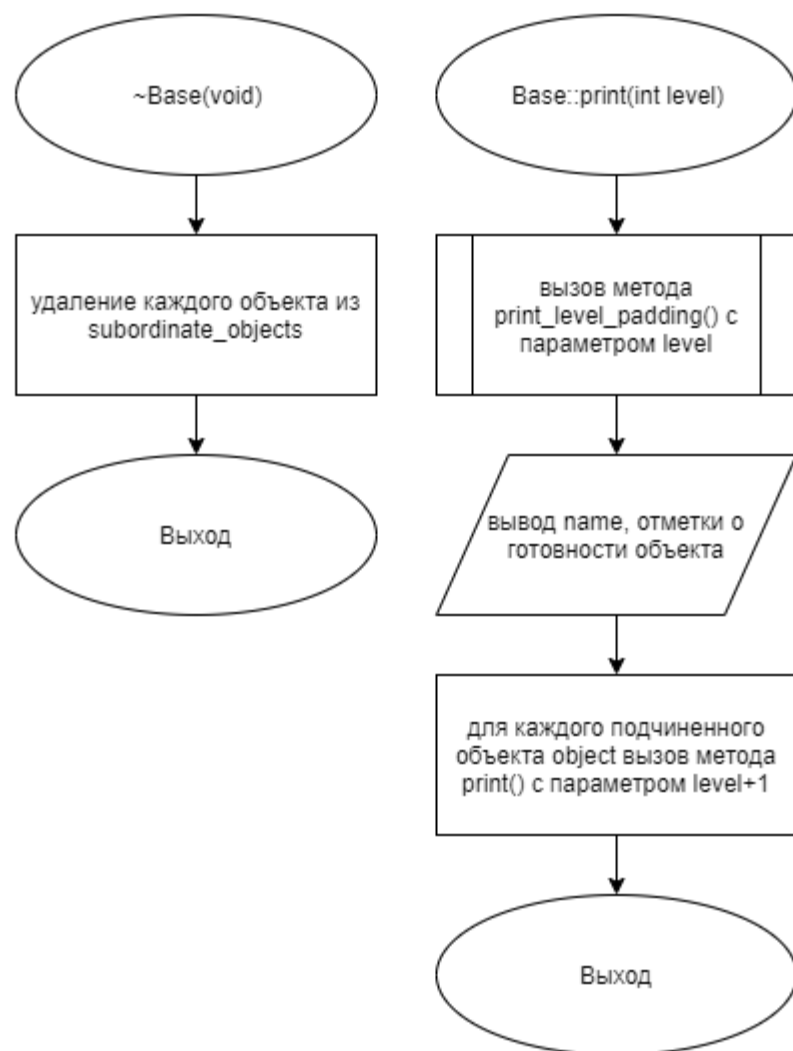 ~Base(void)
удаление каждого объекта из
subordinate_objects
Выход
Base::print(int level)
вызов метода
print_level_padding() с
параметром level
вывод name, отметки о
готовности объекта
для каждого подчиненного
объекта object вызов метода
print() с параметром level+1
Выход